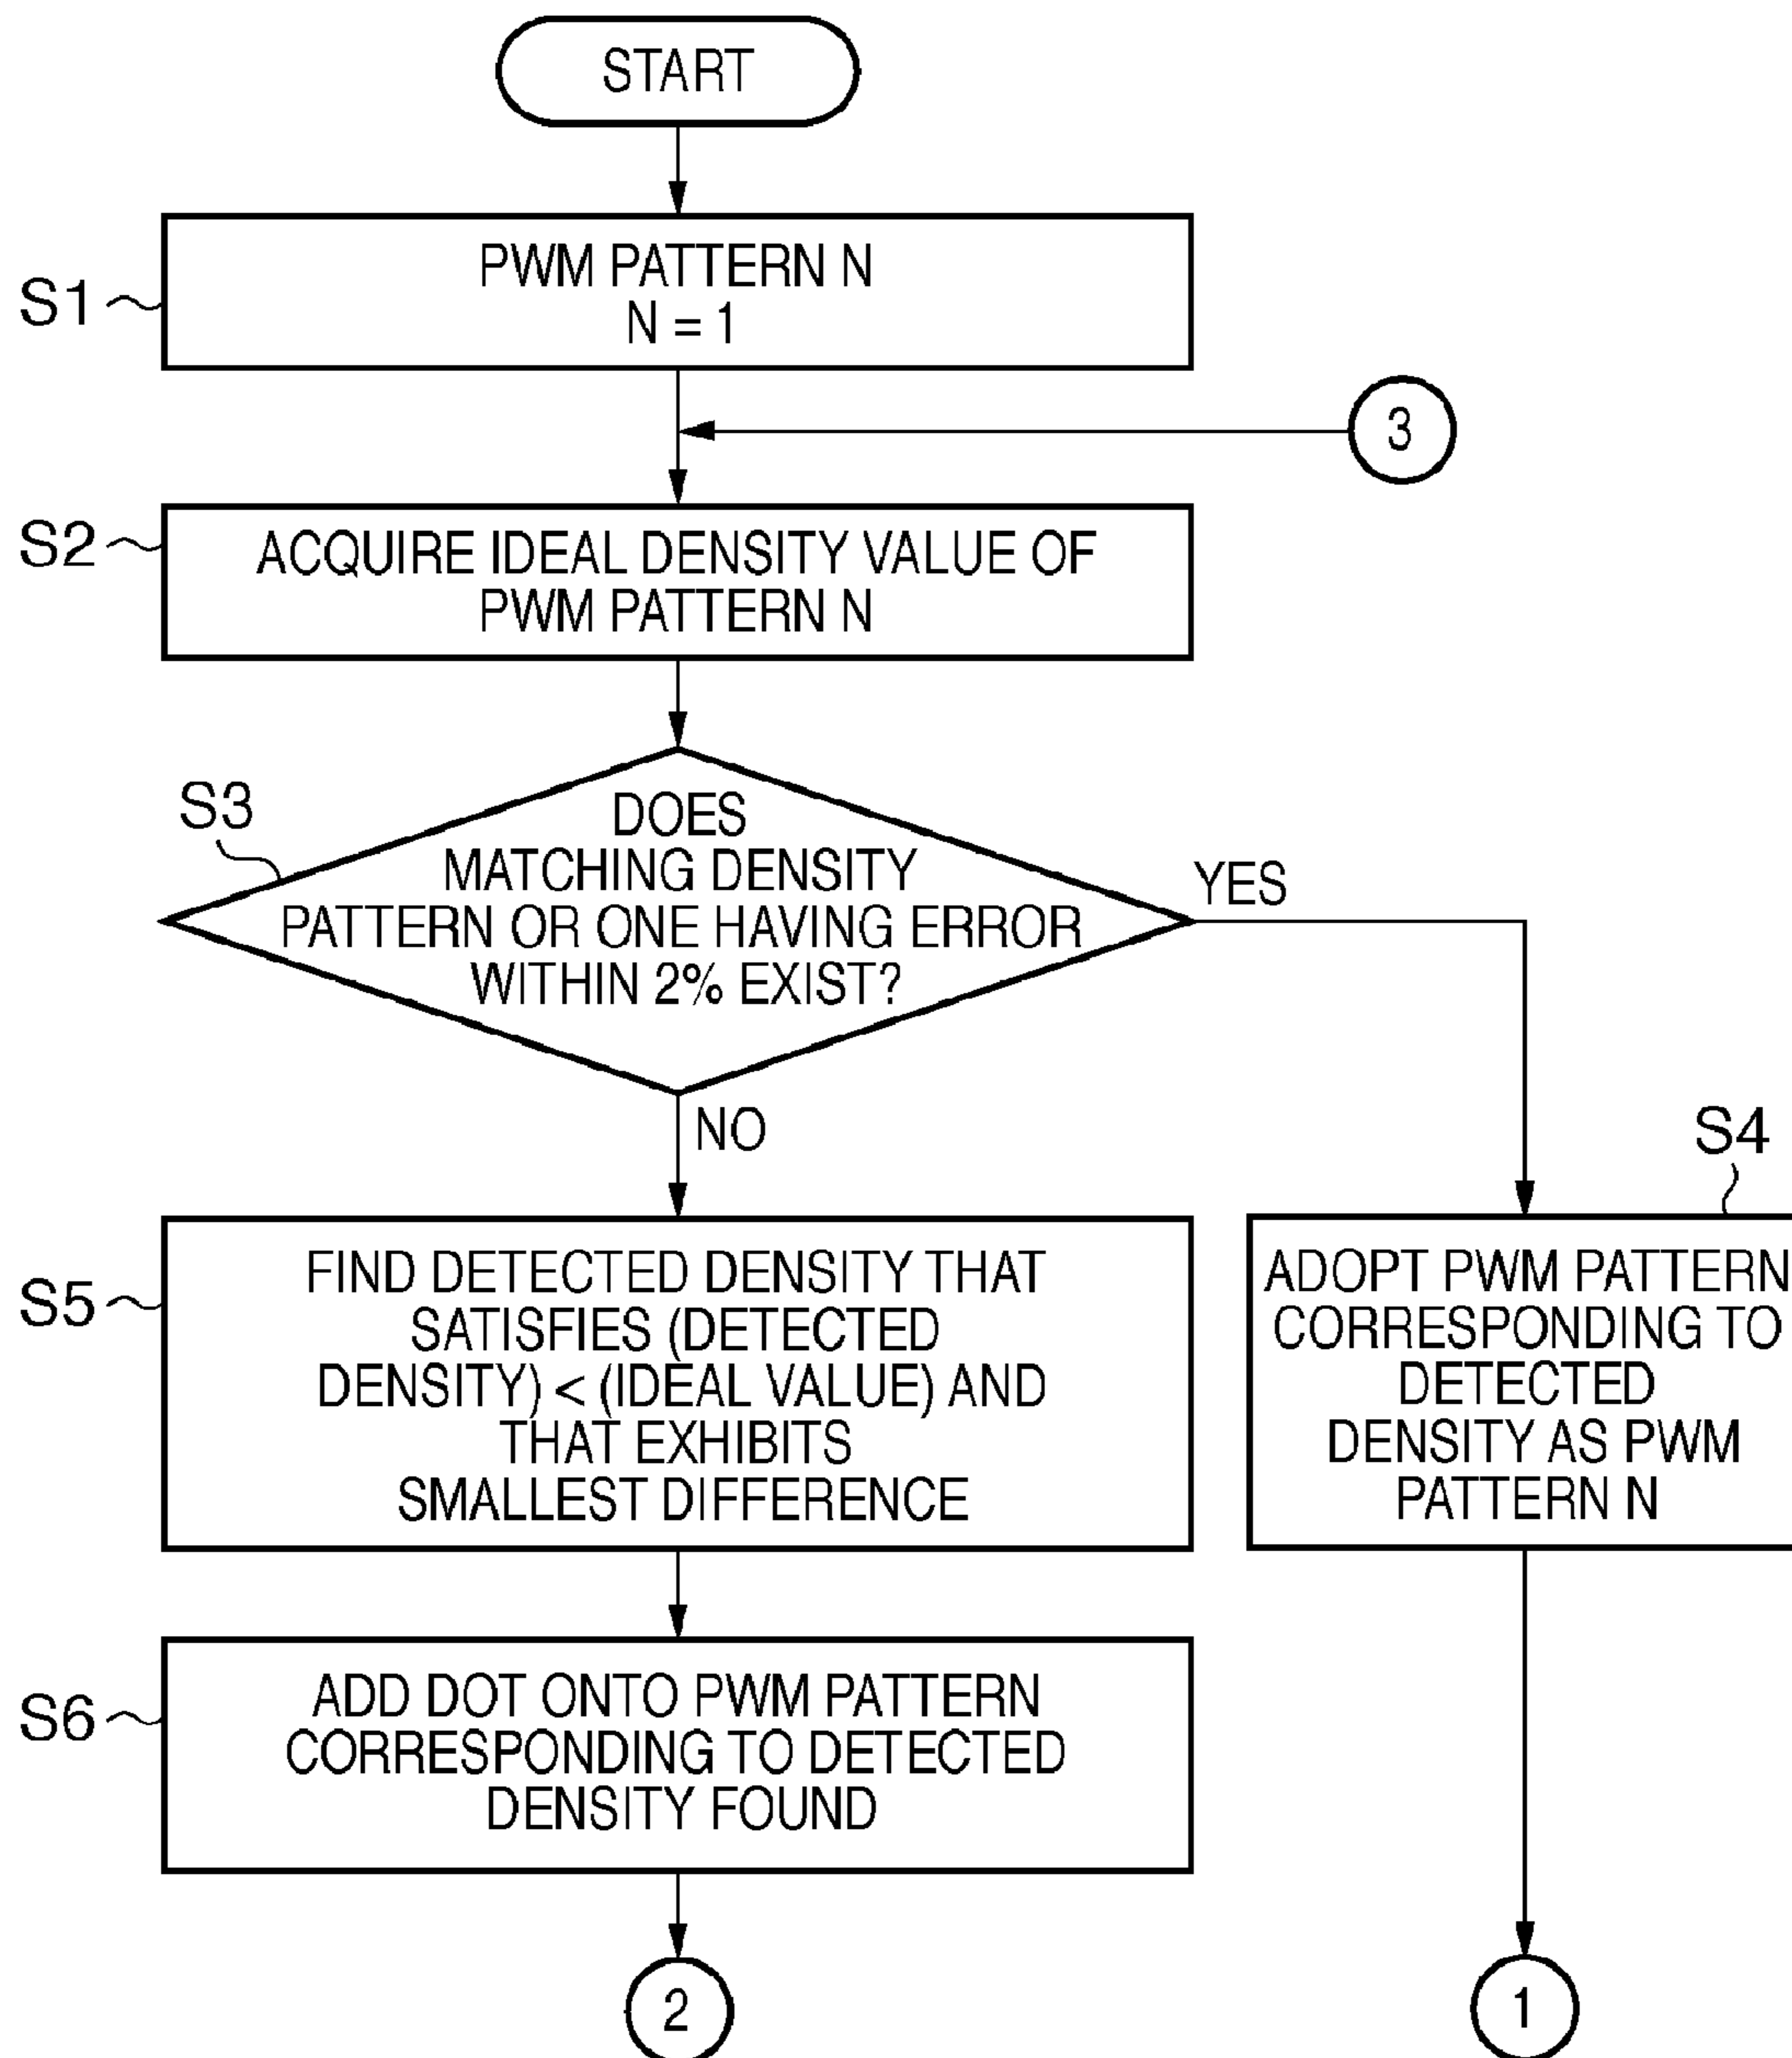 START
S1
PWM PATTERN N
N = 1
3
S2
ACQUIRE IDEAL DENSITY VALUE OF
PWM PATTERN N
S3
DOES
MATCHING DENSITY
PATTERN OR ONE HAVING ERROR
WITHIN 2% EXIST?
YES
NO
S4
ADOPT PWM PATTERN
CORRESPONDING TO
DETECTED
DENSITY AS PWM
PATTERN N
S5
FIND DETECTED DENSITY THAT
SATISFIES (DETECTED
DENSITY) < (IDEAL VALUE) AND
THAT EXHIBITS
SMALLEST DIFFERENCE
S6
ADD DOT ONTO PWM PATTERN
CORRESPONDING TO DETECTED
DENSITY FOUND
2
1